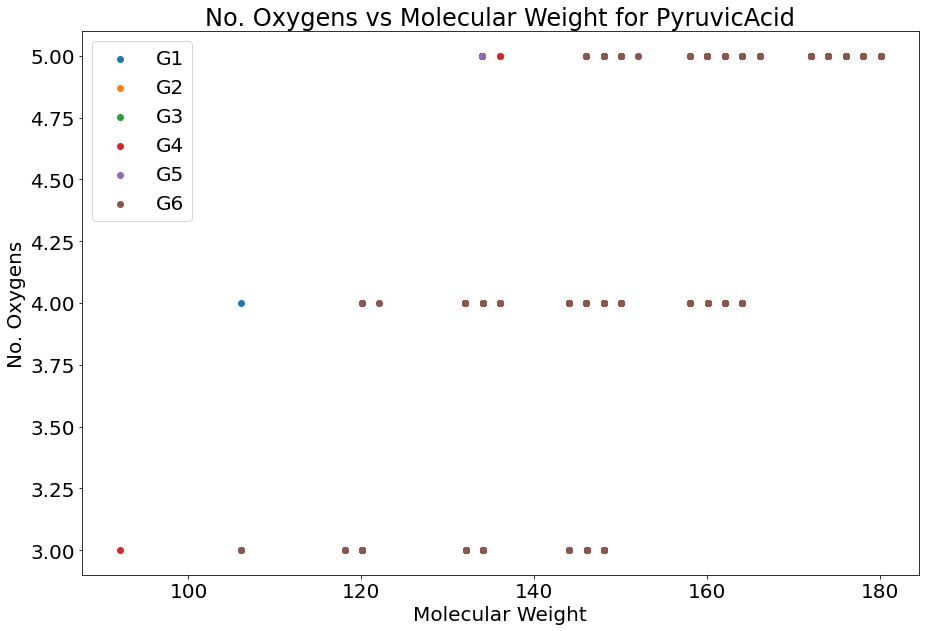 No. Oxygens vs Molecular Weight for PyruvicAcid
5.00
4.75
4.50
4.25
4.00
3.75
3.50
3.25
3.00
No. Oxygens
G1
G2
G3
G4
G5
G6
100 120 140 160 180
Molecular Weight